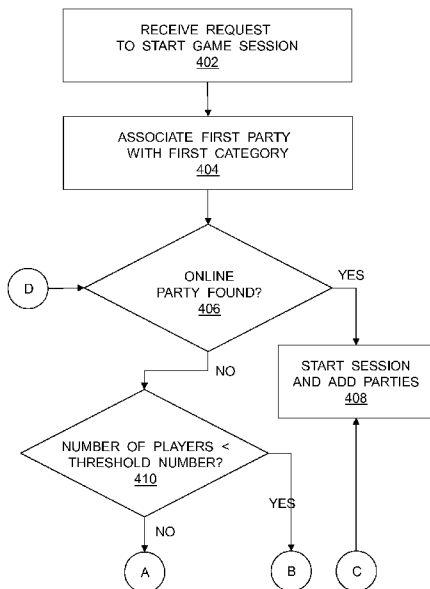 RECEIVE REQUEST
TO START GAME SESSION
402
ASSOCIATE FIRST PARTY
WITH FIRST CATEGORY
404
D
ONLINE
PARTY FOUND?
406
YES
NO
START SESSION
AND ADD PARTIES
408
NUMBER OF PLAYERS <
THRESHOLD NUMBER?
410
YES
NO
A
B
C